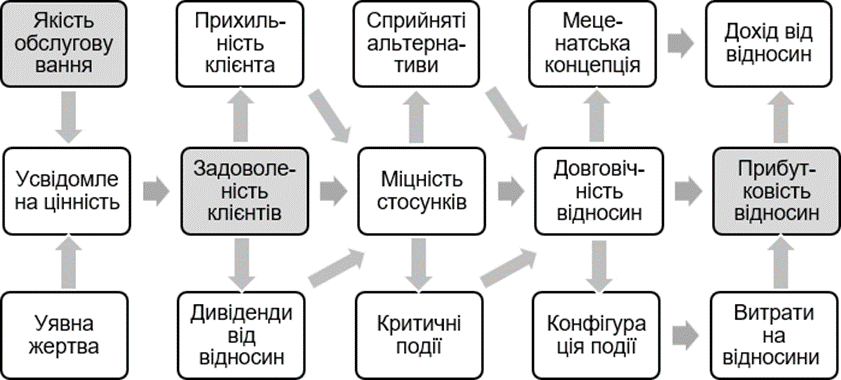 Якість
обслугову
вання
Прихиль-
ність
клієнта
Сприйняті
альтерна-
тиви
Меце-
натська
концепція
Дохід від
відносин
Усвідомле
на цінність
Задоволе-
ність
клієнтів
Міцність
стосунків
Довговіч-
ність
відносин
Прибут-
ковість
відносин
Уявна
жертва
Дивіденди
від
відносин
Критичні
події
Конфігура
ція події
Витрати
на
відносини